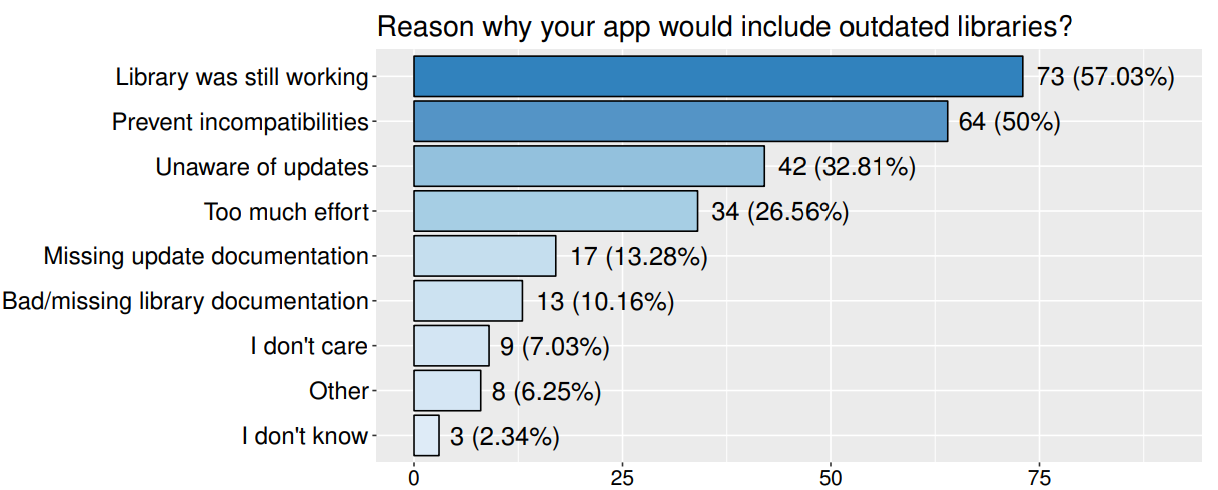 Reason why your app would include outdated libraries?
Library was still working 73 (57.03%)
Prevent incompatibilities 64 (50%)
Unaware of updates 42 (32.81%)
Too much effort 34 (26.56%)
Missing update documentation 17 (13.28%)
Bad/missing library documentation 13 (10.16%)
I don't care 9 (7.03%)
Other 8 (6.25%)
I don't know 3 (2.34%)
0 25 50 75